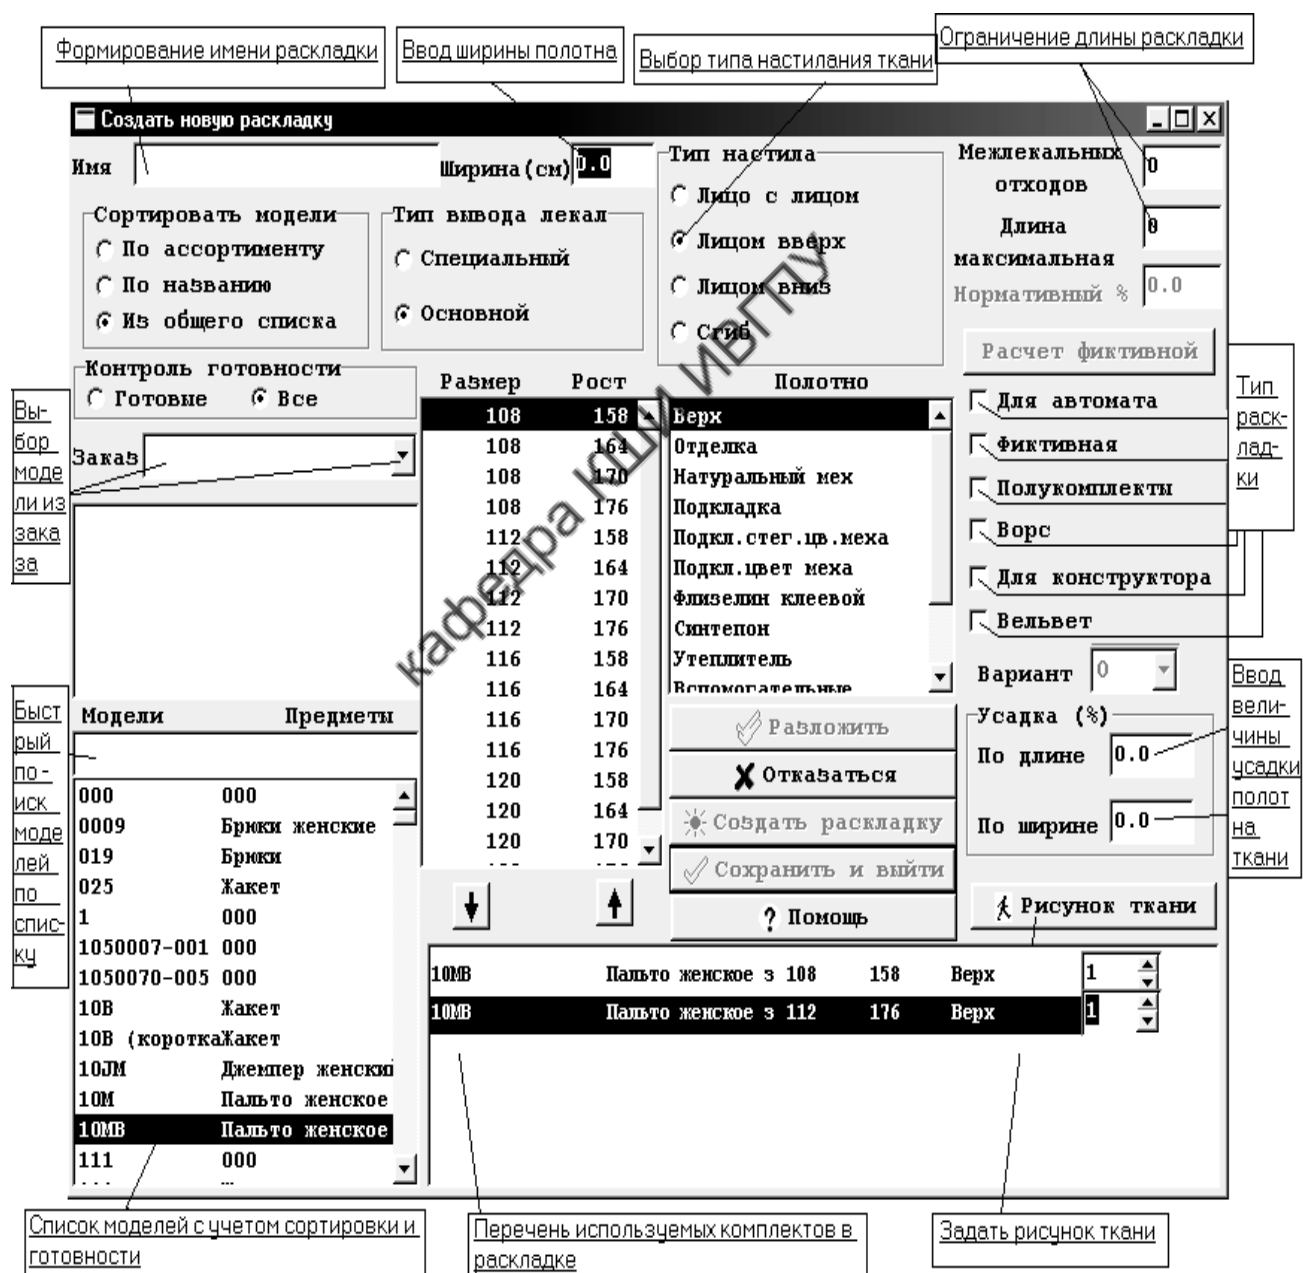 Формирование имени раскладки
Ввод ширины полотна
Выбор типа настилания ткани
Ограничение длины раскладки
Создать новую раскладку
Имя
Ширина(см) 0.0
Сортировать модели
По ассортименту
По названию
Из общего списка
Тип вывода лекал
Специальный
Основной
Тип настила
Лицо с лицом
Лицом вверх
Лицом вниз
Сгиб
Межлекальных
отходов
0
Длина
максимальная
0
Нормативный % 0.0
Расчет фиктивной
Контроль готовности
Готовые Все
Заказ
Вы-
бор
моде
ли из
зака
за
Размер Рост
108 158
108 164
108 170
108 176
112 158
112 164
112 170
112 176
116 158
116 164
116 170
116 176
120 158
120 164
120 170
Полотно
Верх
Отделка
Натуральный мех
Подкладка
Подкл.стег.цв.меха
Подкл.цвет меха
Флизелин клеевой
Синтепон
Утеплитель
Вспомогательные
Для автомата
Фиктивная
Полукомплекты
Ворс
Для конструктора
Вельвет
Тип
раск-
лад-
ки
Вариант 0
Усадка (%)
По длине 0.0
По ширине 0.0
Ввод
вели-
чины
усадки
полот
на
ткани
Разложить
Отказаться
Создать раскладку
Сохранить и выйти
? Помощь
Рисунок ткани
Быст
рый
по-
иск
моде
лей
по
спис-
ку
Модели Предметы
000 000
0009 Брюки женские
019 Брюки
025 Жакет
1 000
1050007-001 000
1050070-005 000
10В Жакет
10В (короткаЖакет
10JM Джемпер женский
10М Пальто женское
10МВ Пальто женское
111 000
10МВ Пальто женское з 108 158 Верх 1
10МВ Пальто женское з 112 176 Верх 1
кафедра КШИ ИВГПУ
Список моделей с учетом сортировки и
готовности
Перечень используемых комплектов в
раскладке
Задать рисунок ткани